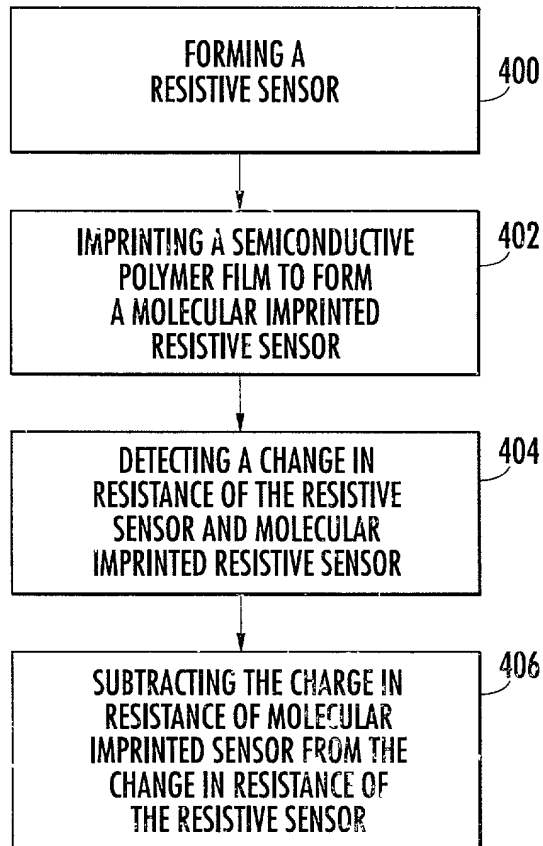 FORMING A
RESISTIVE SENSOR
400
IMPRINTING A SEMICONDUCTIVE
POLYMER FILM TO FORM
A MOLECULAR IMPRINTED
RESISTIVE SENSOR
402
DETECTING A CHANGE IN
RESISTANCE OF THE RESISTIVE
SENSOR AND MOLECULAR
IMPRINTED RESISTIVE SENSOR
404
SUBTRACTING THE CHARGE IN
RESISTANCE OF MOLECULAR
IMPRINTED SENSOR FROM THE
CHANGE IN RESISTANCE OF
THE RESISTIVE SENSOR
406